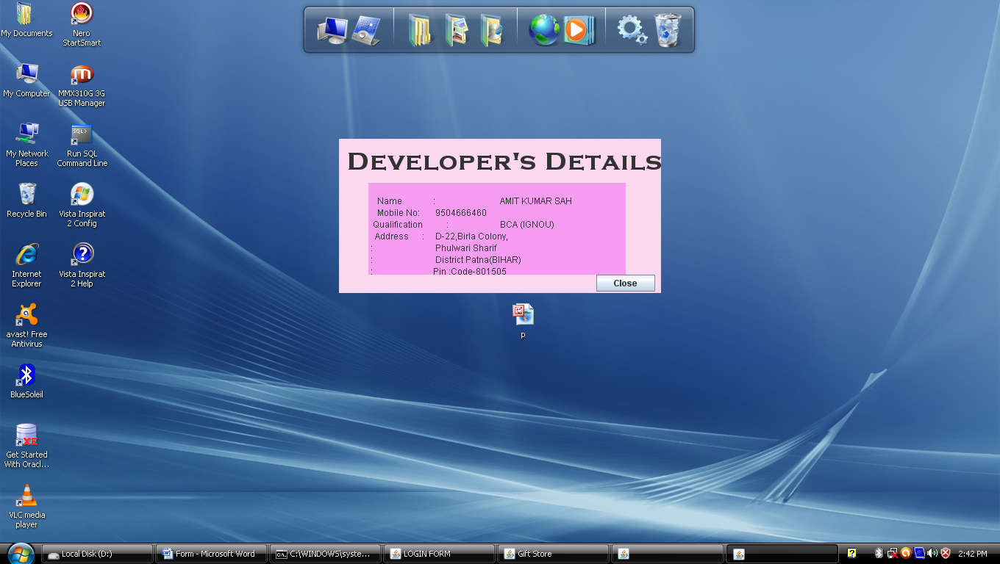 My Documents
Nero
StartSmart
My Computer
MMX310G 3G
USB Manager
My Network
Places
SQL>
Run SQL
Command Line
Recycle Bin
Vista Inspirat
2 Config
Internet
Explorer
Vista Inspirat
2 Help
avast! Free
Antivirus
BlueSoleil
XE
Get Started
With Oracl...
VLC media
player
Developer's Details
Name : AMIT KUMAR SAH
Mobile No: 9504666460
Qualification : BCA (IGNOU)
Address : D-22,Birla Colony,
: Phulwari Sharif
: District Patna(BIHAR)
: Pin :Code-801505
Close
p
Local Disk (D:)
Form - Microsoft Word
C:\WINDOWS\syste...
LOGIN FORM
Gift Store
2:42 PM